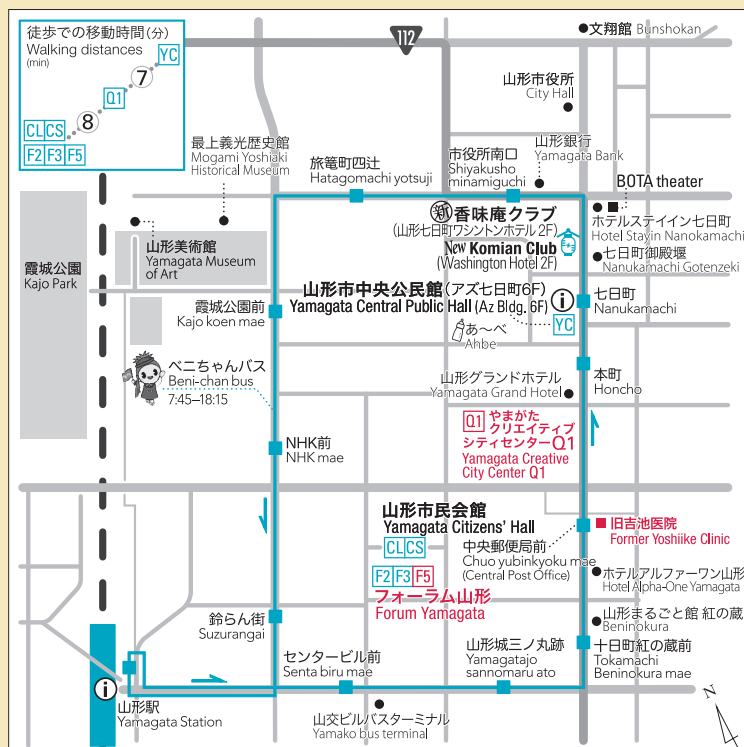 徒歩での移動時間(分)
Walking distances
(min)
YC
7
Q1
8
CL CS
F2 F3 F5
112
文翔館 Bunshokan
山形市役所
City Hall
最上義光歴史館
Mogami Yoshiaki
Historical Museum
旅篭町四辻
Hatagomachi yotsuji
市役所南口
Shiyakusho
minamiguchi
山形銀行
Yamagata Bank
BOTA theater
ホテルステイイン七日町
Hotel Stayin Nanokamachi
新 香味庵クラブ
(山形七日町ワシントンホテル 2F)
New Komian Club
(Washington Hotel 2F)
七日町御殿堰
Nanukamachi Gotenzeki
山形美術館
Yamagata Museum
of Art
霞城公園
Kajo Park
山形市中央公民館(アズ七日町6F)
Yamagata Central Public Hall (Az Bldg. 6F)
i
YC
七日町
Nanukamachi
霞城公園前
Kajo koen mae
あ〜べ
Ahbe
ベニちゃんバス
Beni-chan bus
7:45–18:15
本町
Honcho
山形グランドホテル
Yamagata Grand Hotel
Q1 やまがた
クリエイティブ
シティセンターQ1
Yamagata Creative
City Center Q1
NHK前
NHK mae
山形市民会館
Yamagata Citizens' Hall
CL CS
F2 F3 F5
フォーラム山形
Forum Yamagata
旧吉池医院
Former Yoshiike Clinic
中央郵便局前
Chuo yubinkyoku mae
(Central Post Office)
ホテルアルファーワン山形
Hotel Alpha-One Yamagata
山形まるごと館 紅の蔵
Beninokura
鈴らん街
Suzurangai
センタービル前
Senta biru mae
山形城三ノ丸跡
Yamagatajo
sannomaru ato
十日町紅の蔵前
Tokamachi
Beninokura mae
i
山形駅
Yamagata Station
山交ビルバスターミナル
Yamako bus terminal
N